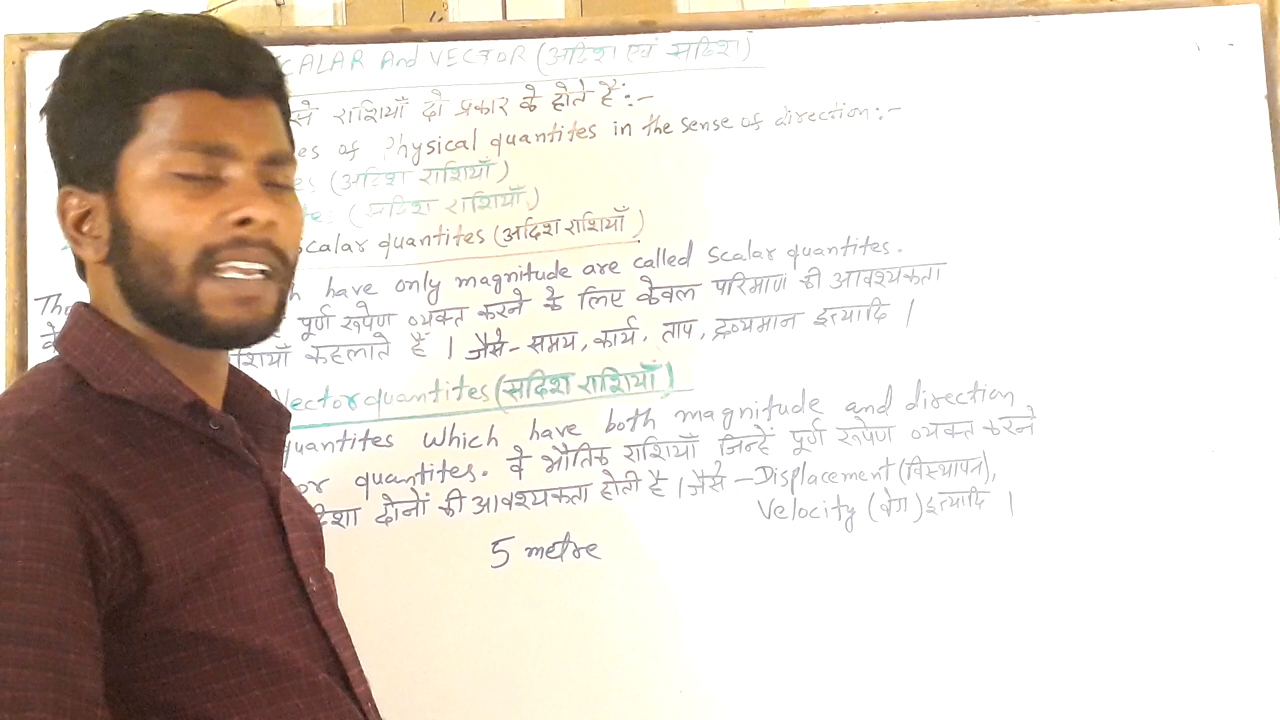 CALAR And VECTOR (अदिश एवं सदिश)
से राशियाँ दो प्रकार के होते हैं:-
es of Physical quantites in the sense of direction:-
es (अदिश राशियाँ)
te: (सदिश राशियाँ)
Scalar quantites (अदिश राशियाँ)
Tho h have only magnitude are called Scalar quantites.
वे पूर्ण रूपेण व्यक्त करने के लिए केवल परिमाण की आवश्यकता
शियाँ कहलाते हैं । जैसे - समय, कार्य, ताप, द्रव्यमान इत्यादि ।
Vector quantites (सदिश राशियाँ)
quantites which have both magnitude and direction
or quantites. वे भौतिक राशियाँ जिन्हें पूर्ण रूपेण व्यक्त करने
दिशा दोनों की आवश्यकता होती है । जैसे - Displacement (विस्थापन),
Velocity (वेग) इत्यादि ।
5 metre